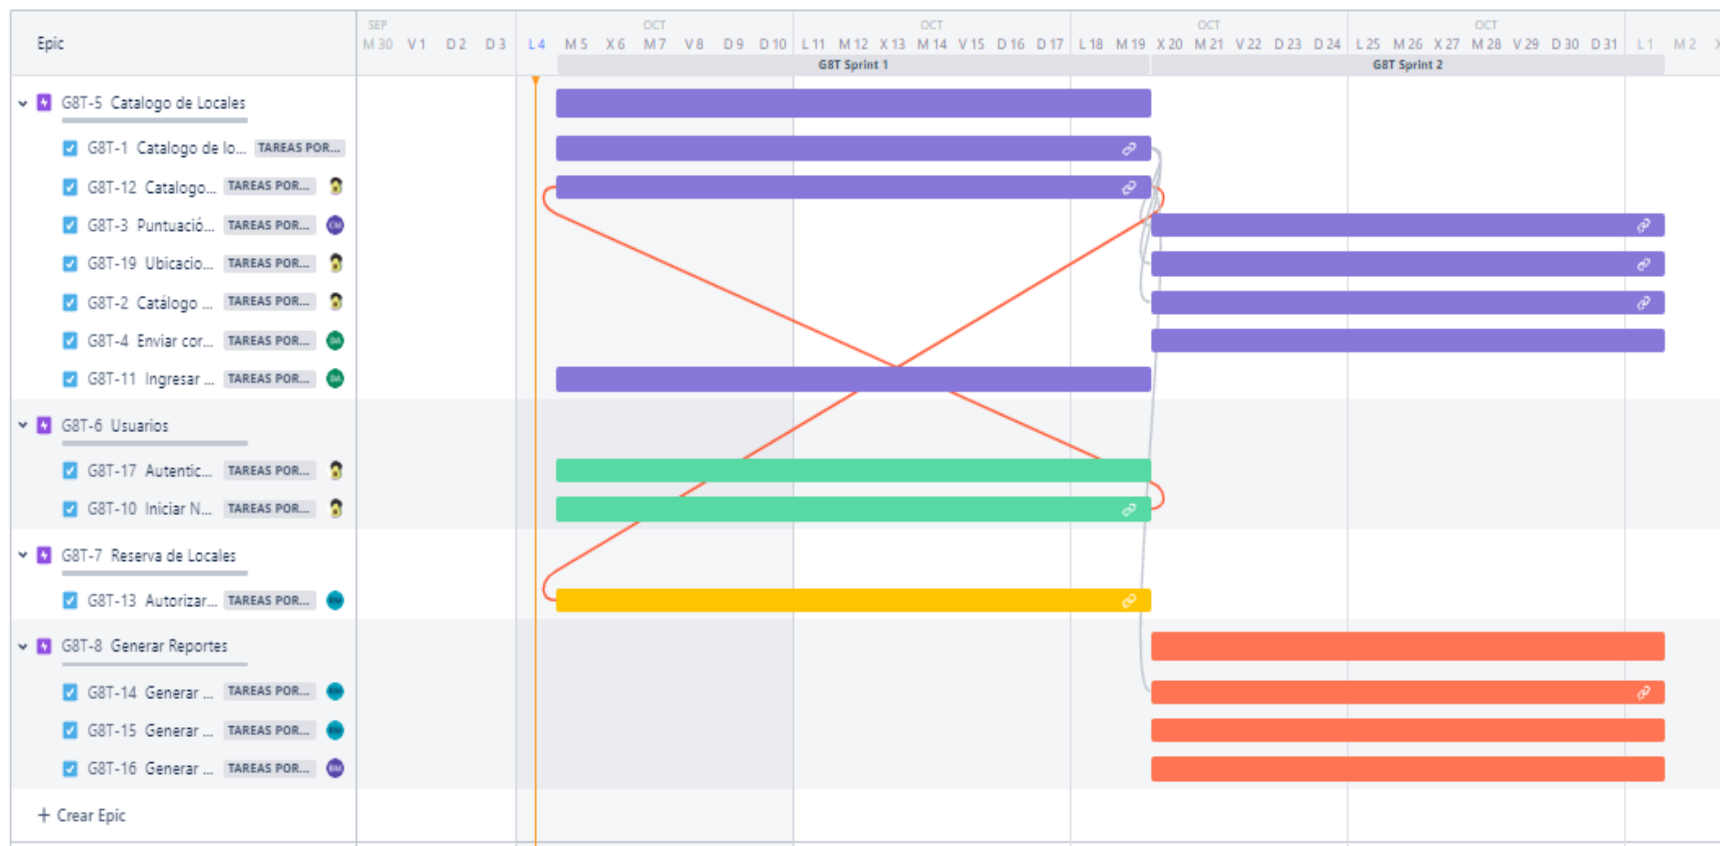 Epic
SEP OCT OCT OCT OCT
M 30 V 1 D 2 D 3 L 4 M 5 X 6 M 7 V 8 D 9 D 10 L 11 M 12 X 13 M 14 V 15 D 16 D 17 L 18 M 19 X 20 M 21 V 22 D 23 D 24 L 25 M 26 X 27 M 28 V 29 D 30 D 31 L 1 M 2 X
G8T Sprint 1 G8T Sprint 2
G8T-5 Catalogo de Locales
G8T-1 Catalogo de lo... TAREAS POR...
G8T-12 Catalogo... TAREAS POR...
G8T-3 Puntuació... TAREAS POR...
G8T-19 Ubicacio... TAREAS POR...
G8T-2 Catálogo ... TAREAS POR...
G8T-4 Enviar cor... TAREAS POR...
G8T-11 Ingresar ... TAREAS POR...
G8T-6 Usuarios
G8T-17 Autentic... TAREAS POR...
G8T-10 Iniciar N... TAREAS POR...
G8T-7 Reserva de Locales
G8T-13 Autorizar... TAREAS POR...
G8T-8 Generar Reportes
G8T-14 Generar ... TAREAS POR...
G8T-15 Generar ... TAREAS POR...
G8T-16 Generar ... TAREAS POR...
+ Crear Epic